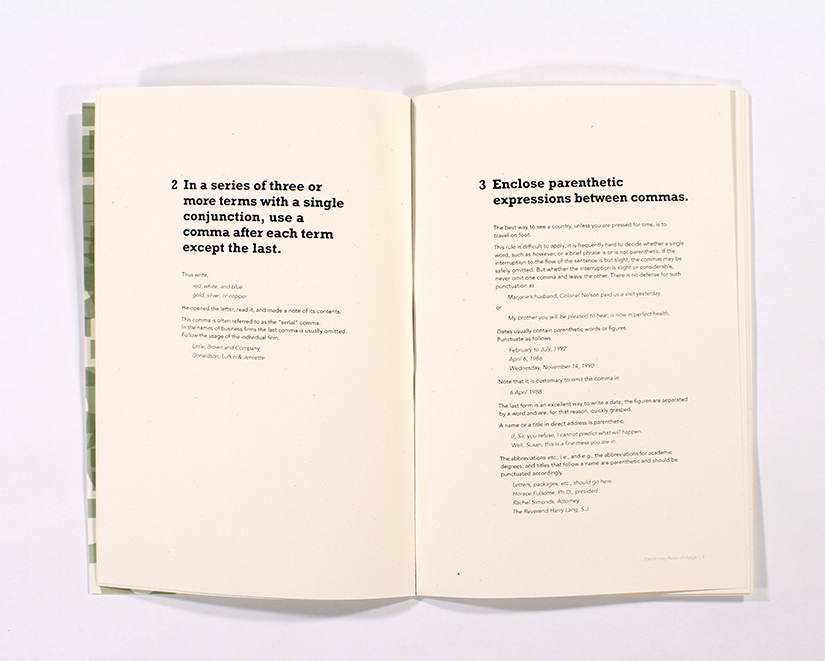 2 In a series of three or
more terms with a single
conjunction, use a
comma after each term
except the last.
Thus write,
red, white, and blue
gold, silver, or copper
He opened the letter, read it, and made a note of its contents.
This comma is often referred to as the "serial" comma.
In the names of business firms the last comma is usually omitted.
Follow the usage of the individual firm.
Little, Brown and Company
Donaldson, Lufkin & Jenrette
3 Enclose parenthetic
expressions between commas.
The best way to see a country, unless you are pressed for time, is to
travel on foot.
This rule is difficult to apply; it is frequently hard to decide whether a single
word, such as however, or a brief phrase is or is not parenthetic. If the
interruption to the flow of the sentence is but slight, the commas may be
safely omitted. But whether the interruption is slight or considerable,
never omit one comma and leave the other. There is no defense for such
punctuation as
Marjorie's husband, Colonel Nelson paid us a visit yesterday.
or
My brother you will be pleased to hear, is now in perfect health.
Dates usually contain parenthetic words or figures.
Punctuate as follows
February to July, 1992
April 6, 1986
Wednesday, November 14, 1990
Note that it is customary to omit the comma in
6 April 1988
The last form is an excellent way to write a date; the figures are separated
by a word and are, for that reason, quickly grasped.
A name or a title in direct address is parenthetic.
If, Sir, you refuse, I cannot predict what will happen.
Well, Susan, this is a fine mess you are in.
The abbreviations etc., i.e., and e.g., the abbreviations for academic
degrees, and titles that follow a name are parenthetic and should be
punctuated accordingly.
Letters, packages, etc., should go here.
Horace Fulsome, Ph.D., presided.
Rachel Simonds, Attorney
The Reverend Harry Lang, S.J.
Elementary Rules of Usage